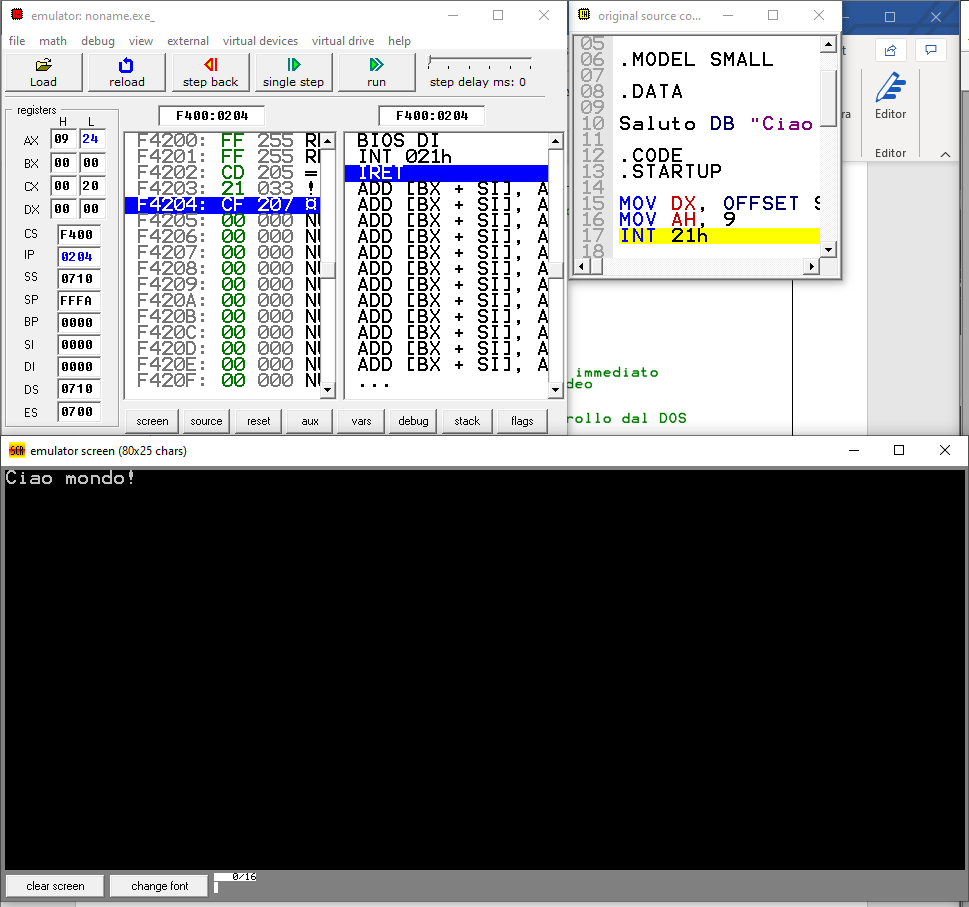 emulator: noname.exe_
file math debug view external virtual devices virtual drive help
Load reload step back single step run step delay ms: 0
registers
H L
AX 09 24
BX 00 00
CX 00 20
DX 00 00
CS F400
IP 0204
SS 0710
SP FFFA
BP 0000
SI 0000
DI 0000
DS 0710
ES 0700
F400:0204
F4200: FF 255 RE
F4201: FF 255 RE
F4202: CD 205 =
F4203: 21 033 !
F4204: CF 207 ¤
F4205: 00 000 NU
F4206: 00 000 NU
F4207: 00 000 NU
F4208: 00 000 NU
F4209: 00 000 NU
F420A: 00 000 NU
F420B: 00 000 NU
F420C: 00 000 NU
F420D: 00 000 NU
F420E: 00 000 NU
F420F: 00 000 NU
F400:0204
BIOS DI
INT 021h
IRET
ADD [BX + SI], A
ADD [BX + SI], A
ADD [BX + SI], A
ADD [BX + SI], A
ADD [BX + SI], A
ADD [BX + SI], A
ADD [BX + SI], A
ADD [BX + SI], A
ADD [BX + SI], A
ADD [BX + SI], A
ADD [BX + SI], A
ADD [BX + SI], A
...
screen source reset aux vars debug stack flags
original source co...
05
06 .MODEL SMALL
07
08 .DATA
09
10 Saluto DB "Ciao
11
12 .CODE
13 .STARTUP
14
15 MOV DX, OFFSET S
16 MOV AH, 9
17 INT 21h
18
Editor
Editor
immediato
deo
rollo dal DOS
emulator screen (80x25 chars)
Ciao mondo!
clear screen change font 0/16